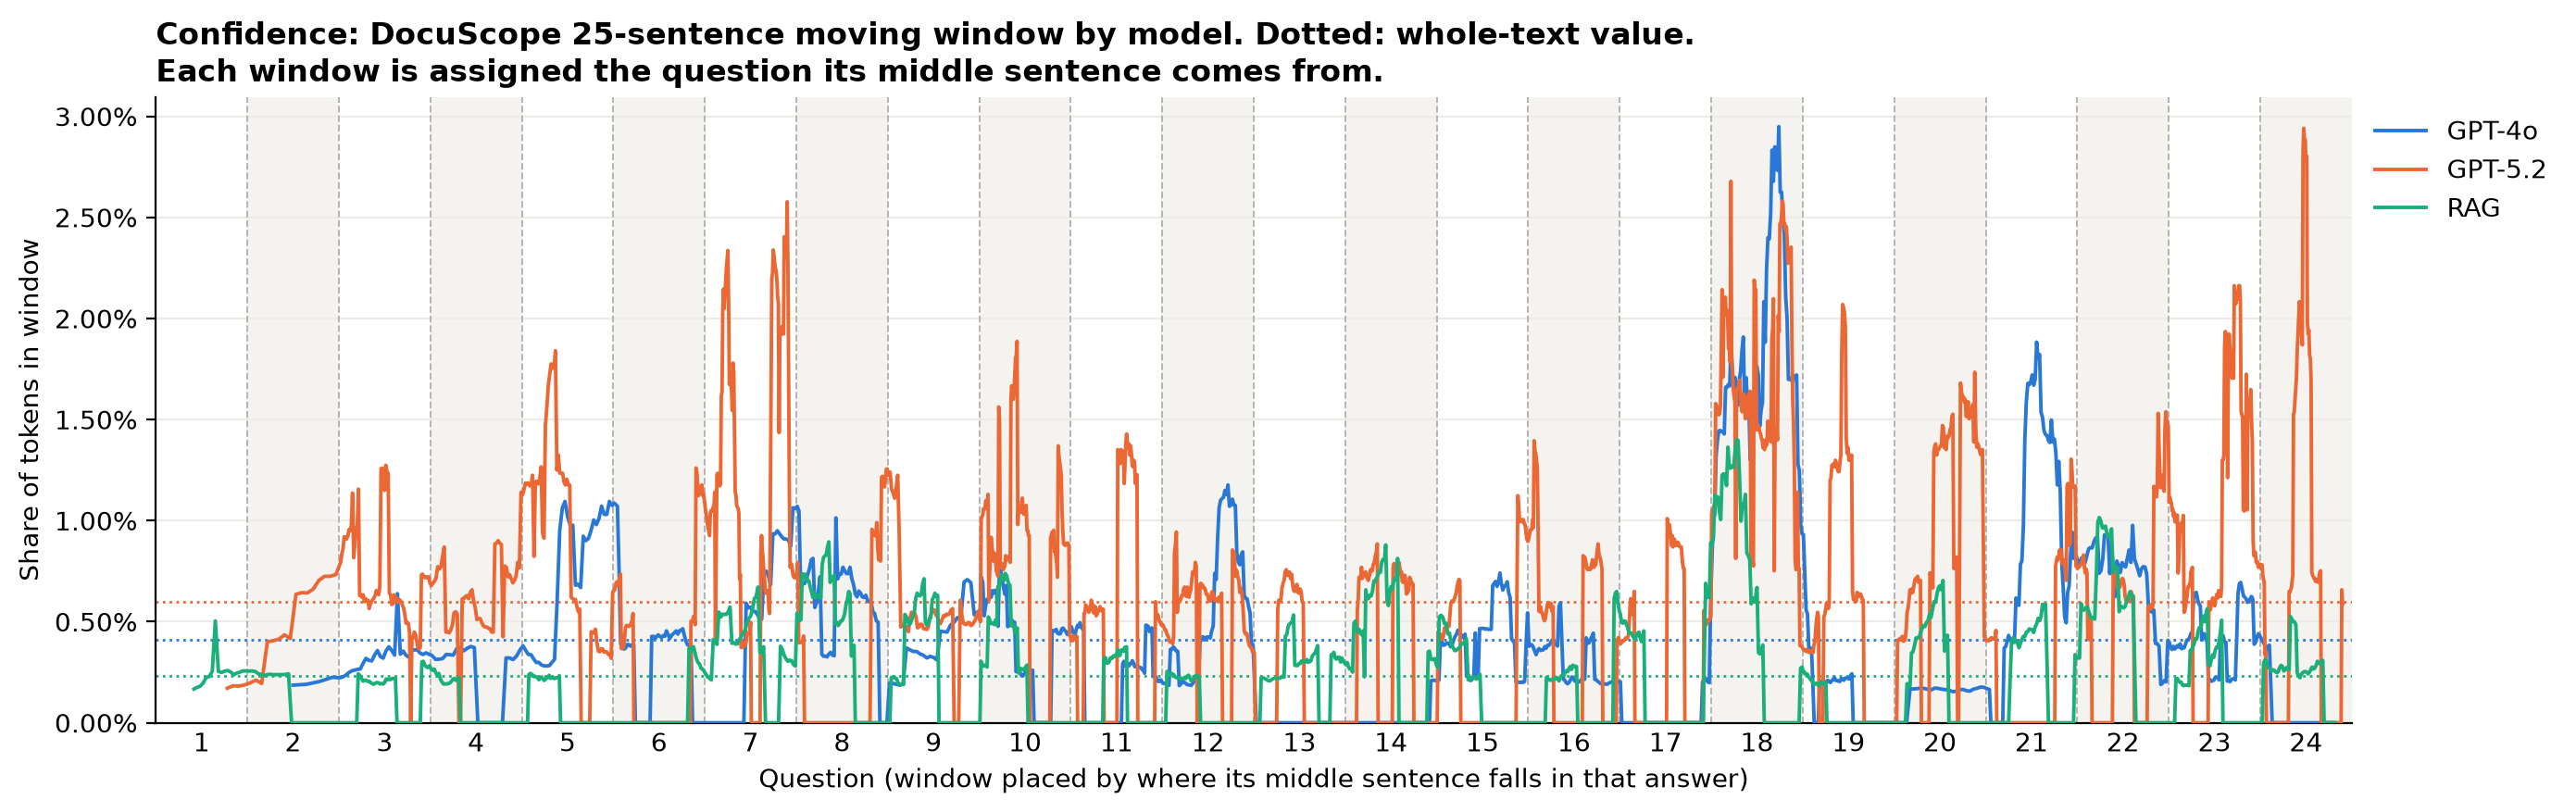 Confidence: DocuScope 25-sentence moving window by model. Dotted: whole-text value.
Each window is assigned the question its middle sentence comes from.
3.00%
2.50%
2.00%
1.50%
1.00%
0.50%
0.00%
Share of tokens in window
1 2 3 4 5 6 7 8 9 10 11 12 13 14 15 16 17 18 19 20 21 22 23 24
Question (window placed by where its middle sentence falls in that answer)
GPT-4o
GPT-5.2
RAG